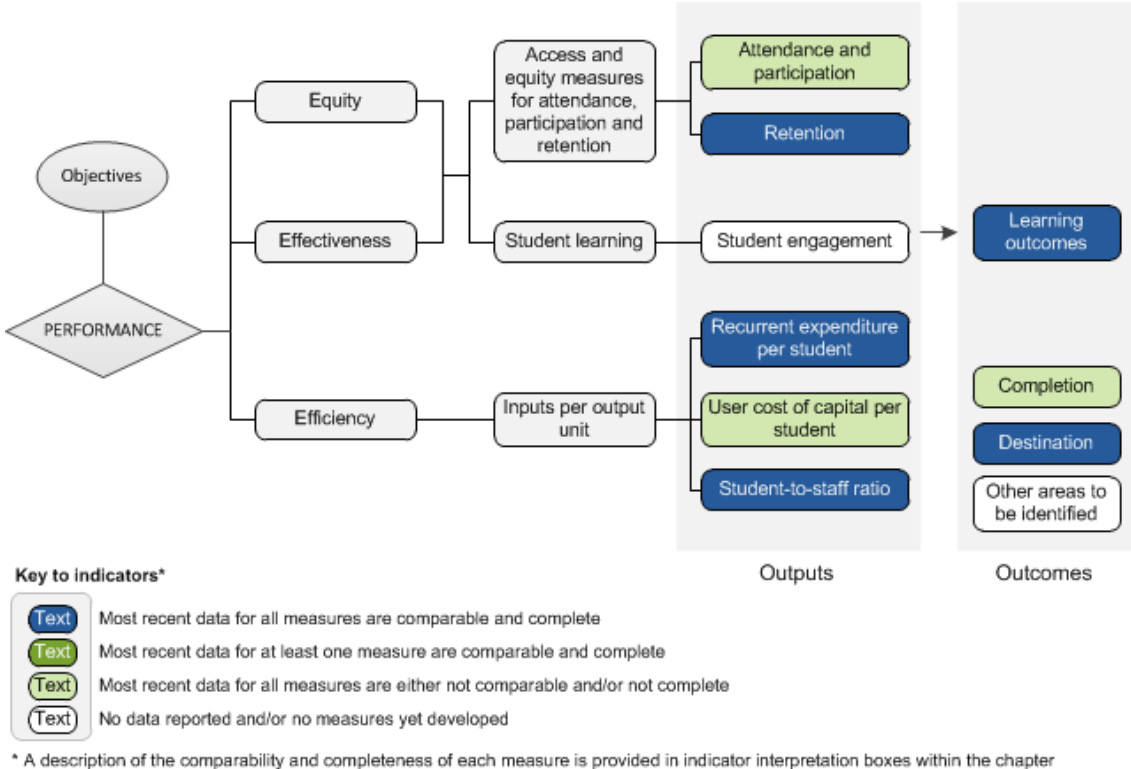 Objectives
PERFORMANCE
Equity
Effectiveness
Efficiency
Access and
equity measures
for attendance,
participation and
retention
Student learning
Inputs per output
unit
Attendance and
participation
Retention
Student engagement
Recurrent expenditure
per student
User cost of capital per
student
Student-to-staff ratio
Outputs
Learning
outcomes
Completion
Destination
Other areas to
be identified
Outcomes
Key to indicators*
Text Most recent data for all measures are comparable and complete
Text Most recent data for at least one measure are comparable and complete
Text Most recent data for all measures are either not comparable and/or not complete
Text No data reported and/or no measures yet developed
* A description of the comparability and completeness of each measure is provided in indicator interpretation boxes within the chapter